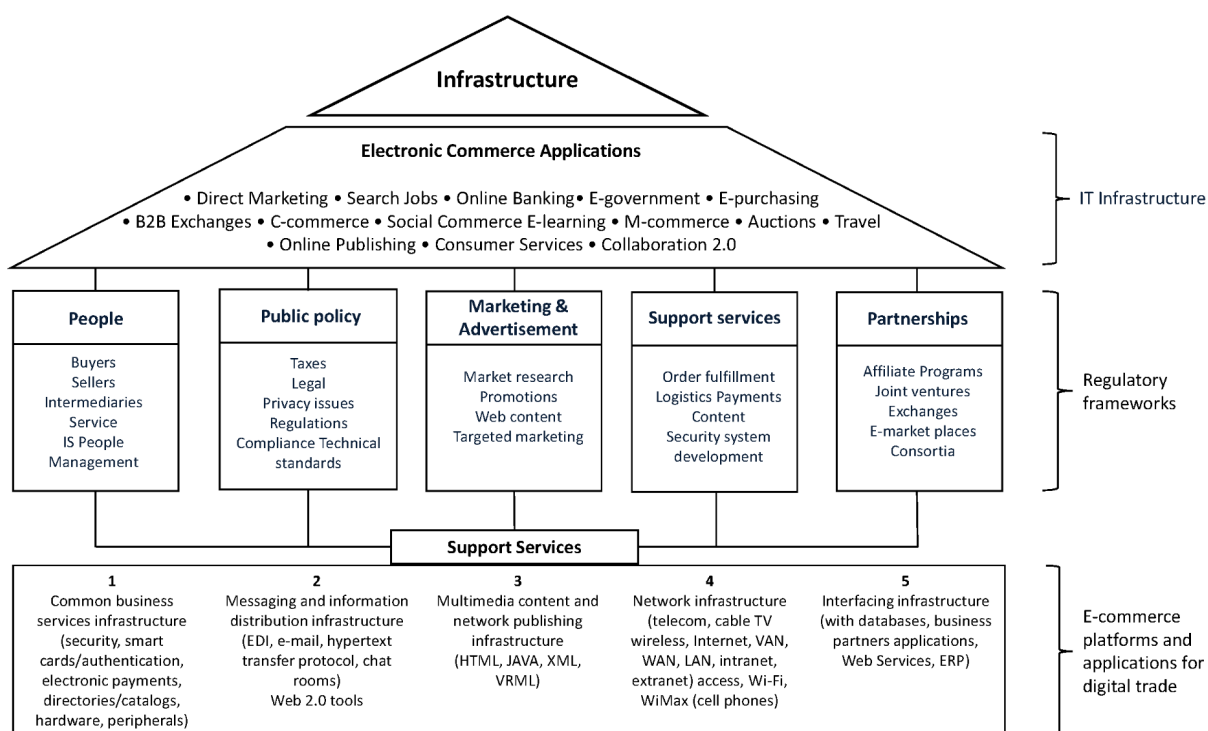 Infrastructure
Electronic Commerce Applications
• Direct Marketing • Search Jobs • Online Banking• E-government • E-purchasing
• B2B Exchanges • C-commerce • Social Commerce E-learning • M-commerce • Auctions • Travel
• Online Publishing • Consumer Services • Collaboration 2.0
IT Infrastructure
People
Buyers
Sellers
Intermediaries
Service
IS People
Management
Public policy
Taxes
Legal
Privacy issues
Regulations
Compliance Technical
standards
Marketing &
Advertisement
Market research
Promotions
Web content
Targeted marketing
Support services
Order fulfillment
Logistics Payments
Content
Security system
development
Partnerships
Affiliate Programs
Joint ventures
Exchanges
E-market places
Consortia
Regulatory
frameworks
Support Services
1
Common business
services infrastructure
(security, smart
cards/authentication,
electronic payments,
directories/catalogs,
hardware, peripherals)
2
Messaging and information
distribution infrastructure
(EDI, e-mail, hypertext
transfer protocol, chat
rooms)
Web 2.0 tools
3
Multimedia content and
network publishing
infrastructure
(HTML, JAVA, XML,
VRML)
4
Network infrastructure
(telecom, cable TV
wireless, Internet, VAN,
WAN, LAN, intranet,
extranet) access, Wi-Fi,
WiMax (cell phones)
5
Interfacing infrastructure
(with databases, business
partners applications,
Web Services, ERP)
E-commerce
platforms and
applications for
digital trade